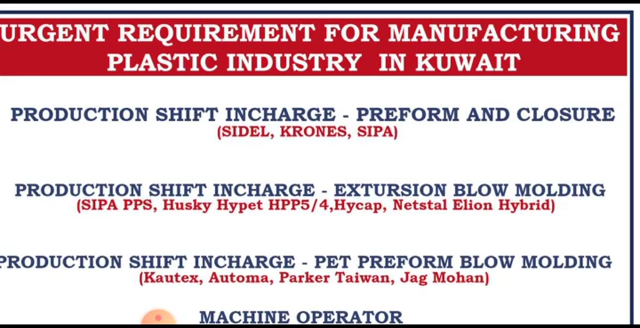 URGENT REQUIREMENT FOR MANUFACTURING
PLASTIC INDUSTRY IN KUWAIT
PRODUCTION SHIFT INCHARGE - PREFORM AND CLOSURE
(SIDEL, KRONES, SIPA)
PRODUCTION SHIFT INCHARGE - EXTURSION BLOW MOLDING
(SIPA PPS, Husky Hypet HPP5/4,Hycap, Netstal Elion Hybrid)
PRODUCTION SHIFT INCHARGE - PET PREFORM BLOW MOLDING
(Kautex, Automa, Parker Taiwan, Jag Mohan)
MACHINE OPERATOR